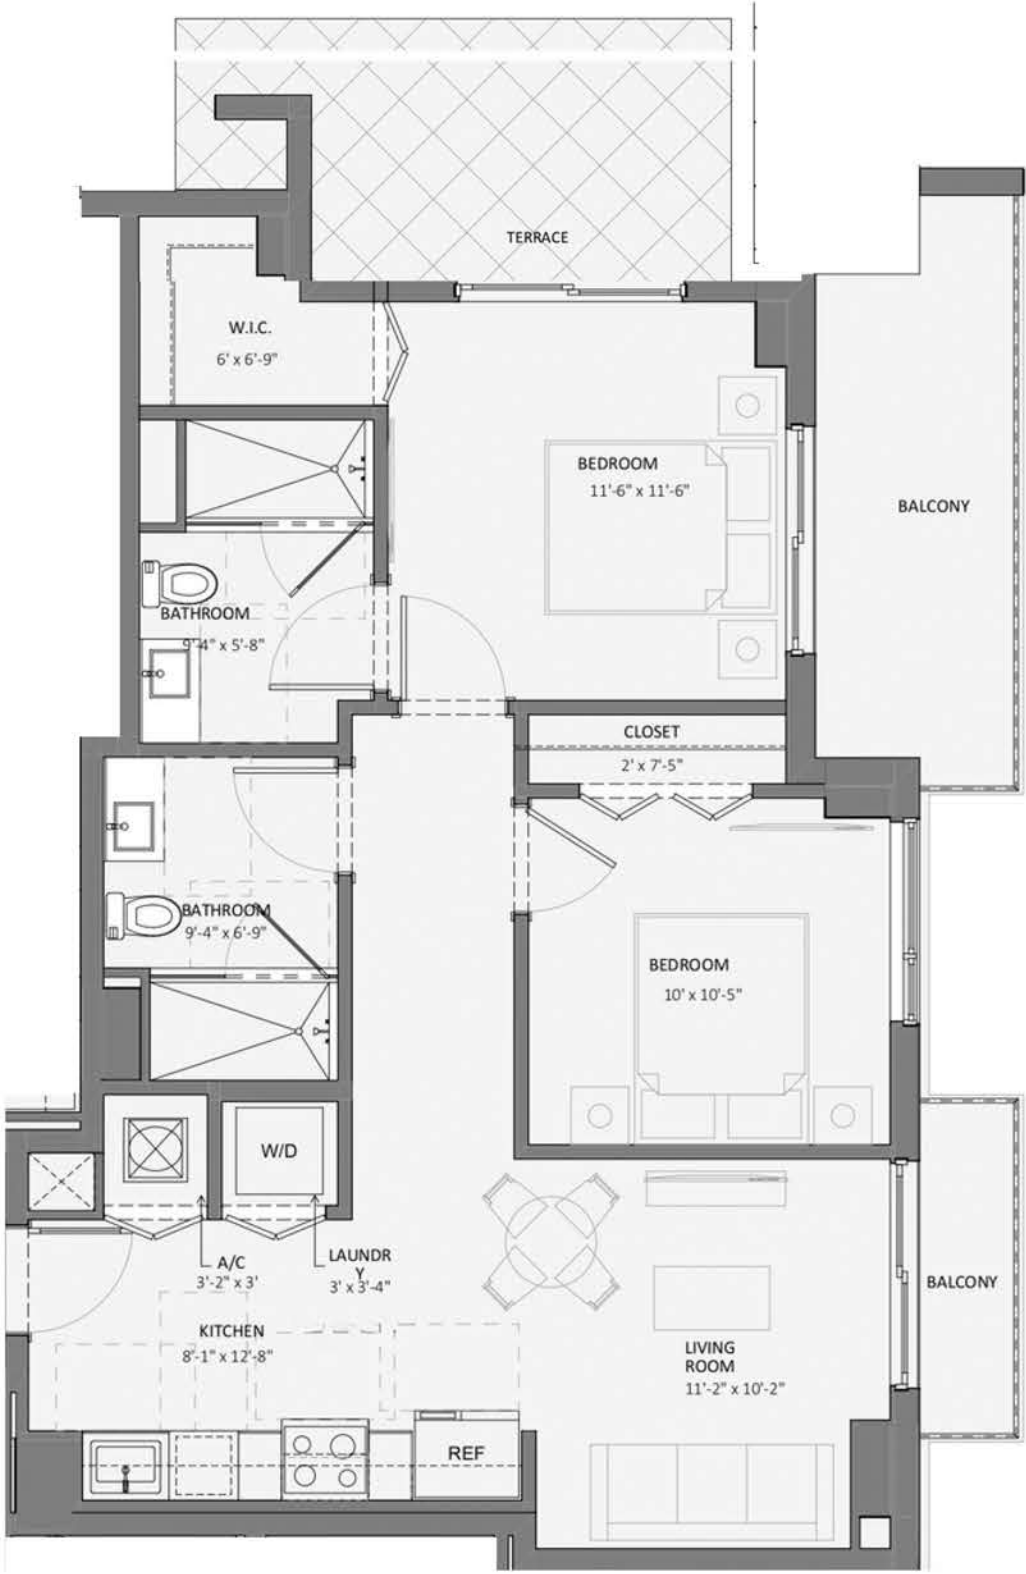 TERRACE
W.I.C.
6' x 6'-9"
BEDROOM
11'-6" x 11'-6"
BALCONY
BATHROOM
9'-4" x 5'-8"
CLOSET
2' x 7'-5"
BATHROOM
9'-4" x 6'-9"
BEDROOM
10' x 10'-5"
W/D
A/C
3'-2" x 3'
LAUNDR
Y
3' x 3'-4"
BALCONY
KITCHEN
8'-1" x 12'-8"
LIVING
ROOM
11'-2" x 10'-2"
REF